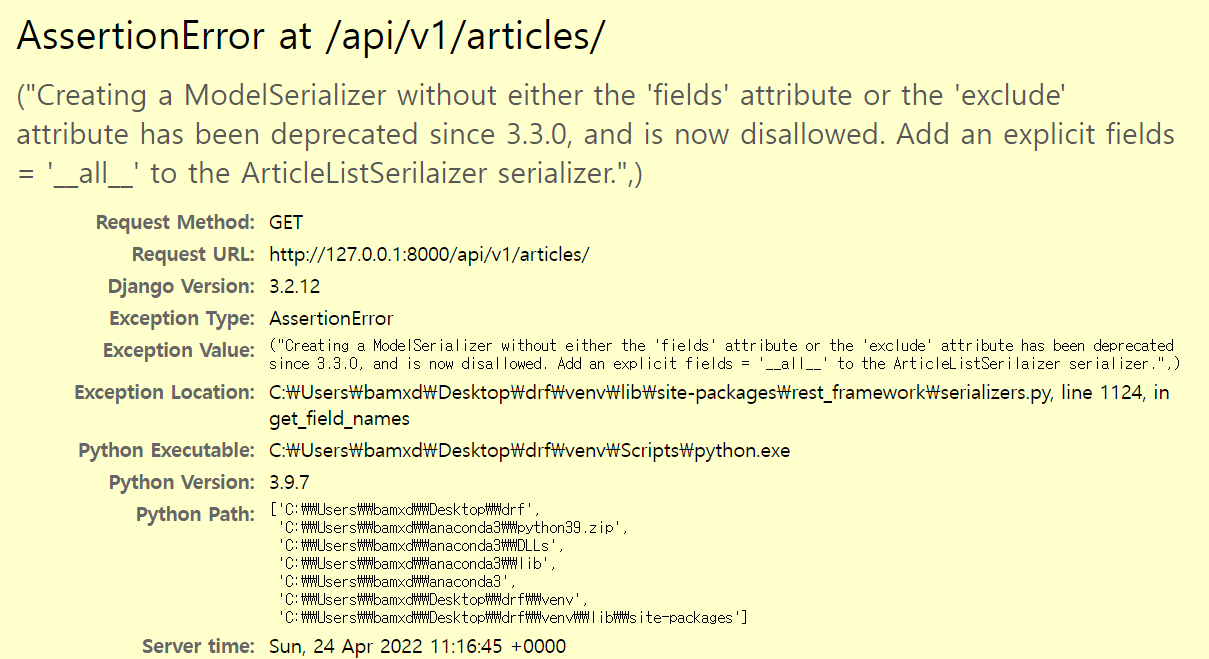 AssertionError at /api/v1/articles/
("Creating a ModelSerializer without either the 'fields' attribute or the 'exclude'
attribute has been deprecated since 3.3.0, and is now disallowed. Add an explicit fields
= '__all__' to the ArticleListSerilaizer serializer.",)
Request Method: GET
Request URL: http://127.0.0.1:8000/api/v1/articles/
Django Version: 3.2.12
Exception Type: AssertionError
Exception Value: ("Creating a ModelSerializer without either the 'fields' attribute or the 'exclude' attribute has been deprecated
since 3.3.0, and is now disallowed. Add an explicit fields = '__all__' to the ArticleListSerilaizer serializer.",)
Exception Location: C:₩Users₩bamxd₩Desktop₩drf₩venv₩lib₩site-packages₩rest_framework₩serializers.py, line 1124, in
get_field_names
Python Executable: C:₩Users₩bamxd₩Desktop₩drf₩venv₩Scripts₩python.exe
Python Version: 3.9.7
Python Path: ['C:₩₩Users₩₩bamxd₩₩Desktop₩₩drf',
'C:₩₩Users₩₩bamxd₩₩anaconda3₩₩python39.zip',
'C:₩₩Users₩₩bamxd₩₩anaconda3₩₩DLLs',
'C:₩₩Users₩₩bamxd₩₩anaconda3₩₩lib',
'C:₩₩Users₩₩bamxd₩₩anaconda3',
'C:₩₩Users₩₩bamxd₩₩Desktop₩₩drf₩₩venv',
'C:₩₩Users₩₩bamxd₩₩Desktop₩₩drf₩₩venv₩₩lib₩₩site-packages']
Server time: Sun, 24 Apr 2022 11:16:45 +0000